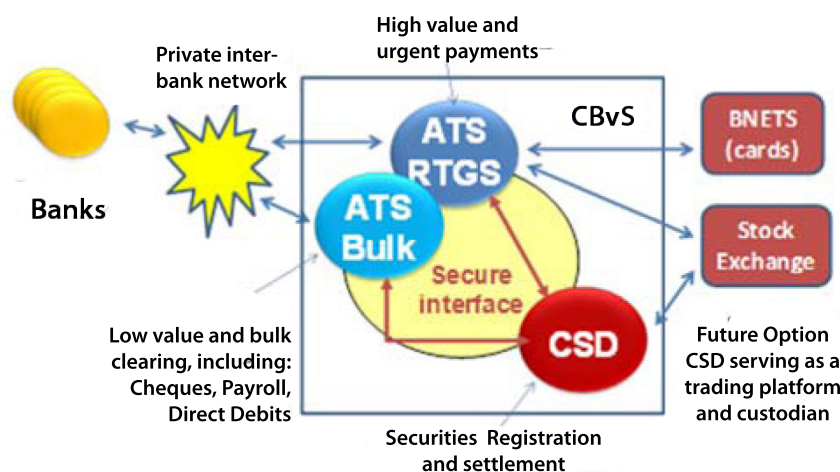 High value and
urgent payments
Private inter-
bank network
CBvS
ATS
RTGS
BNETS
(cards)
Banks
ATS
Bulk
Stock
Exchange
Secure
interface
CSD
Low value and bulk
clearing, including:
Cheques, Payroll,
Direct Debits
Future Option
CSD serving as a
trading platform
and custodian
Securities Registration
and settlement